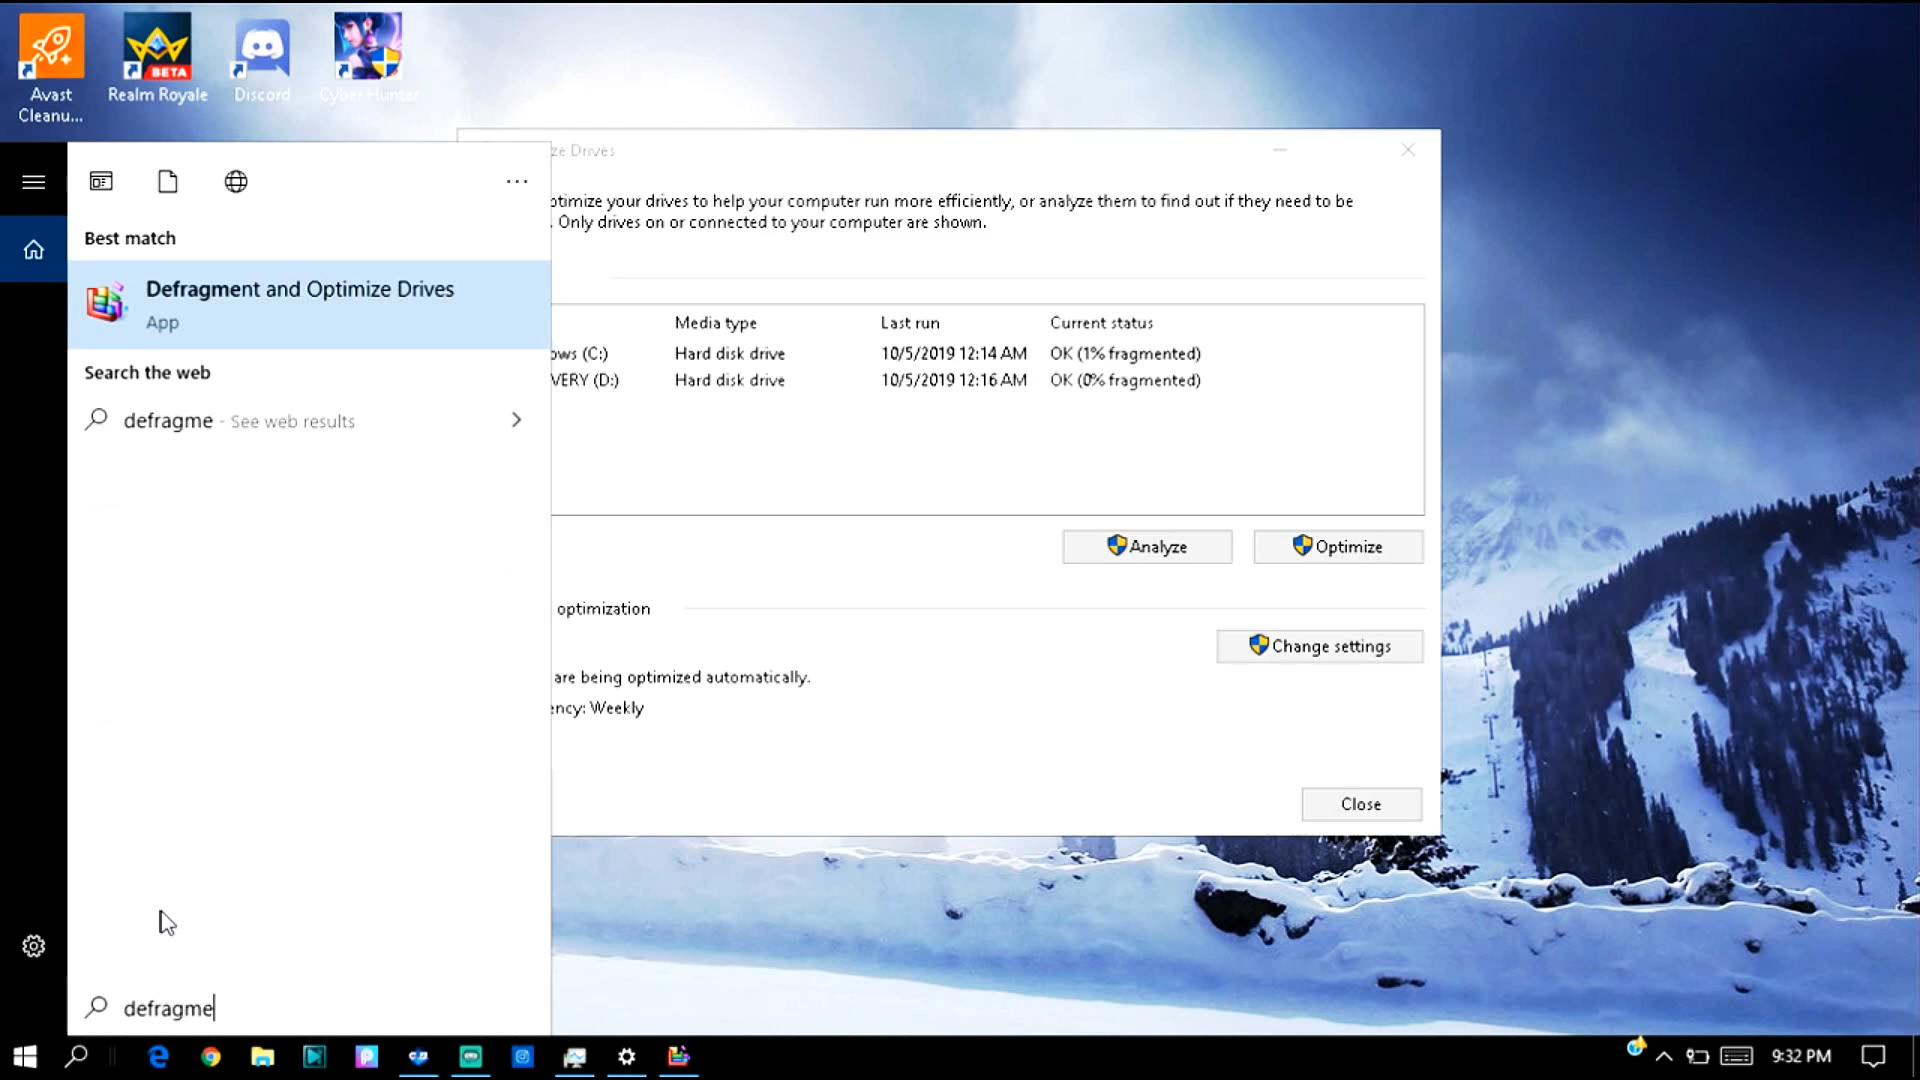 Avast
Cleanu...
Realm Royale
BETA
Discord
Cyber Hunter
ze Drives
optimize your drives to help your computer run more efficiently, or analyze them to find out if they need to be
. Only drives on or connected to your computer are shown.
Best match
Defragment and Optimize Drives
App
Search the web
defragme - See web results
Media type Last run Current status
ows (C:) Hard disk drive 10/5/2019 12:14 AM OK (1% fragmented)
VERY (D:) Hard disk drive 10/5/2019 12:16 AM OK (0% fragmented)
Analyze Optimize
optimization
Change settings
are being optimized automatically.
ency: Weekly
Close
defragme
9:32 PM